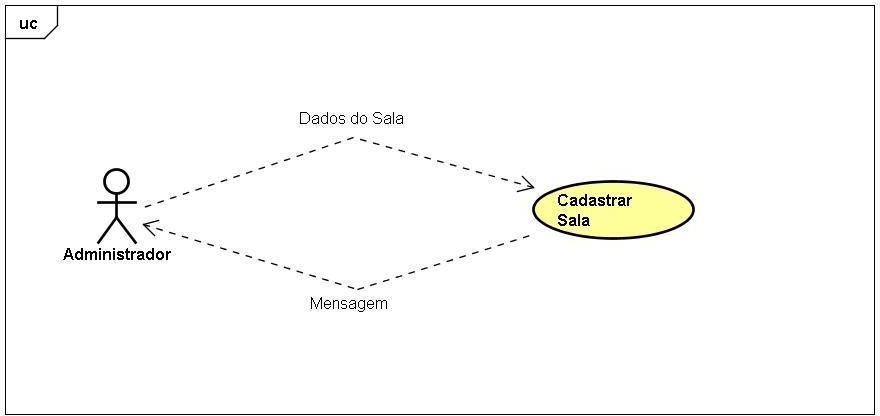 uc
Dados do Sala
Cadastrar
Sala
Administrador
Mensagem